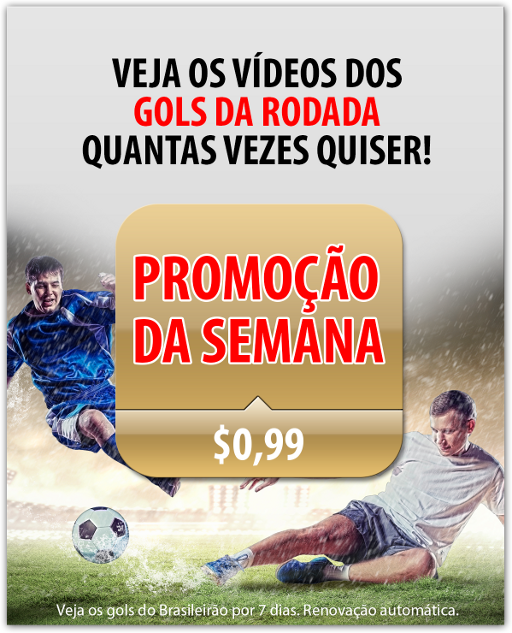 VEJA OS VÍDEOS DOS
GOLS DA RODADA
QUANTAS VEZES QUISER!
PROMOÇÃO
DA SEMANA
$0,99
Veja os gols do Brasileirão por 7 dias. Renovação automática.